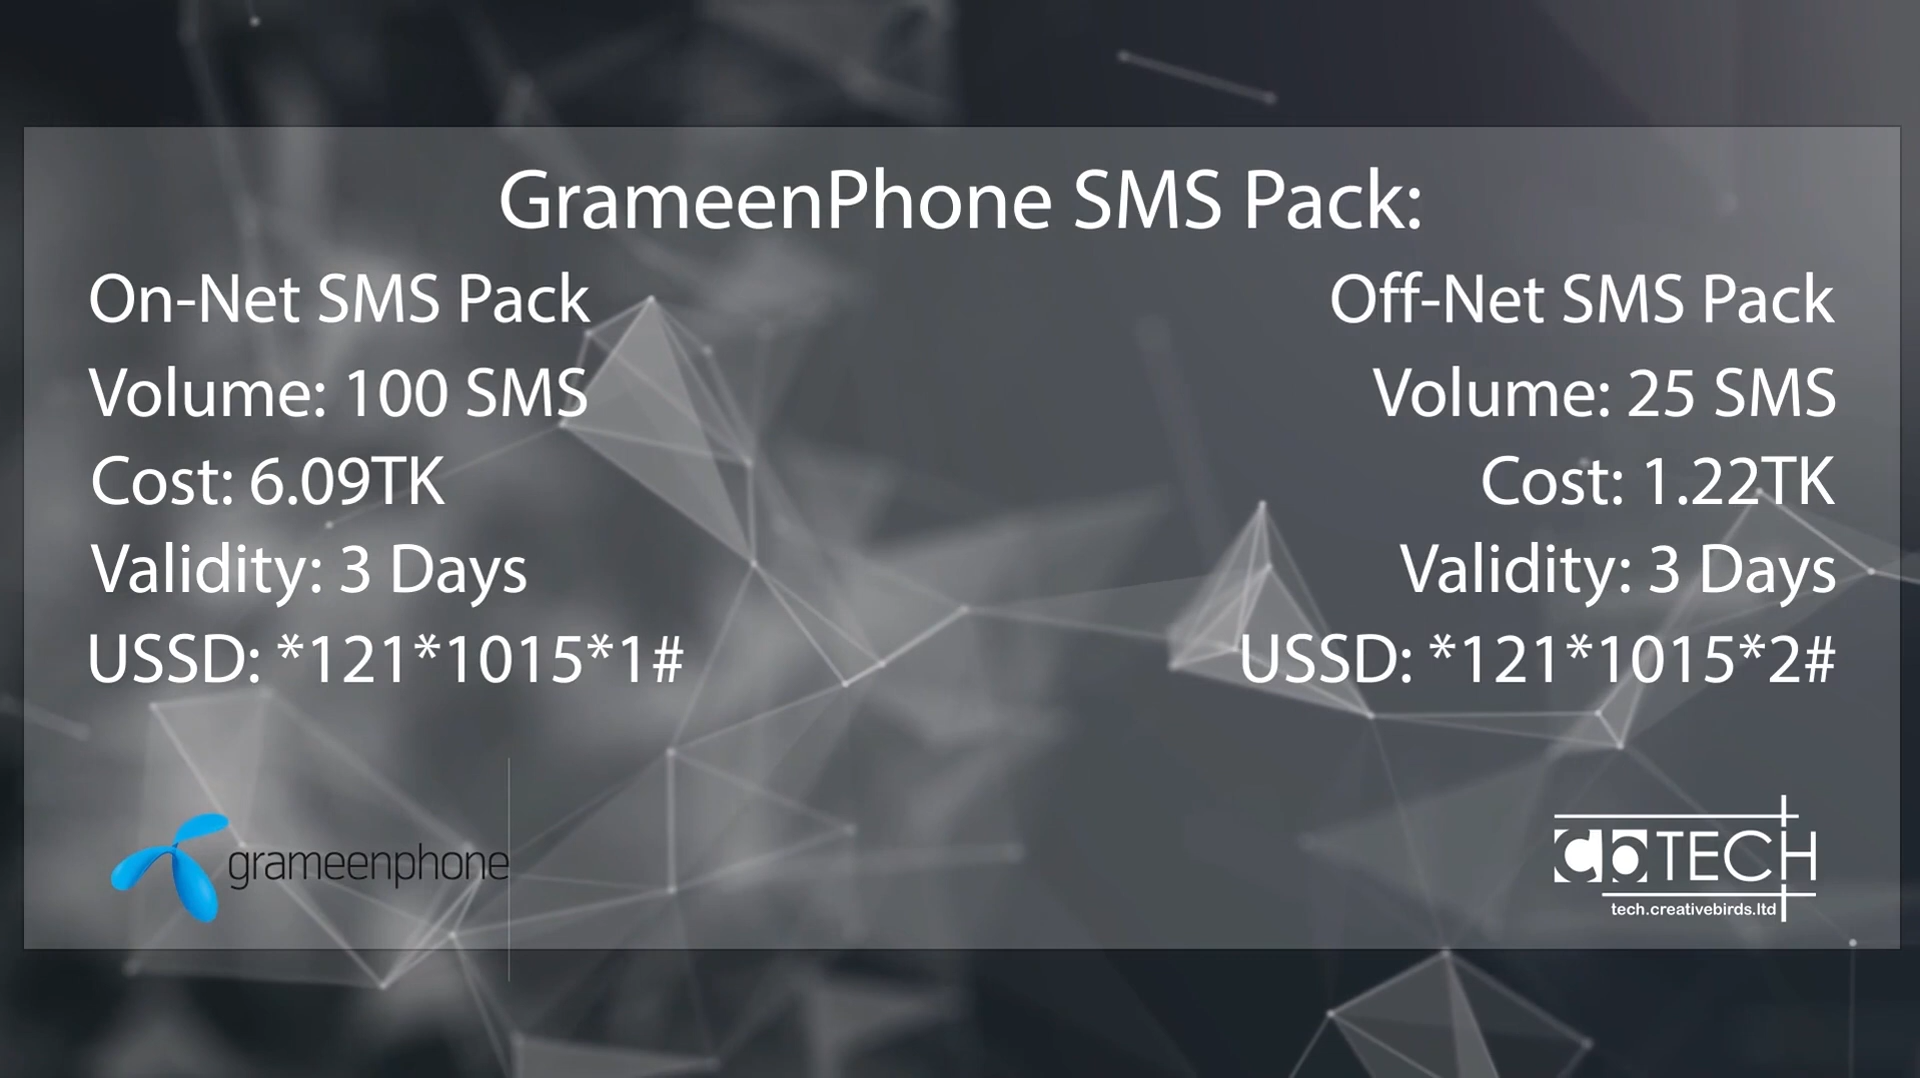 GrameenPhone SMS Pack:
On-Net SMS Pack
Volume: 100 SMS
Cost: 6.09TK
Validity: 3 Days
USSD: *121*1015*1#
Off-Net SMS Pack
Volume: 25 SMS
Cost: 1.22TK
Validity: 3 Days
USSD: *121*1015*2#
grameenphone
cb TECH
tech.creativebirds.ltd